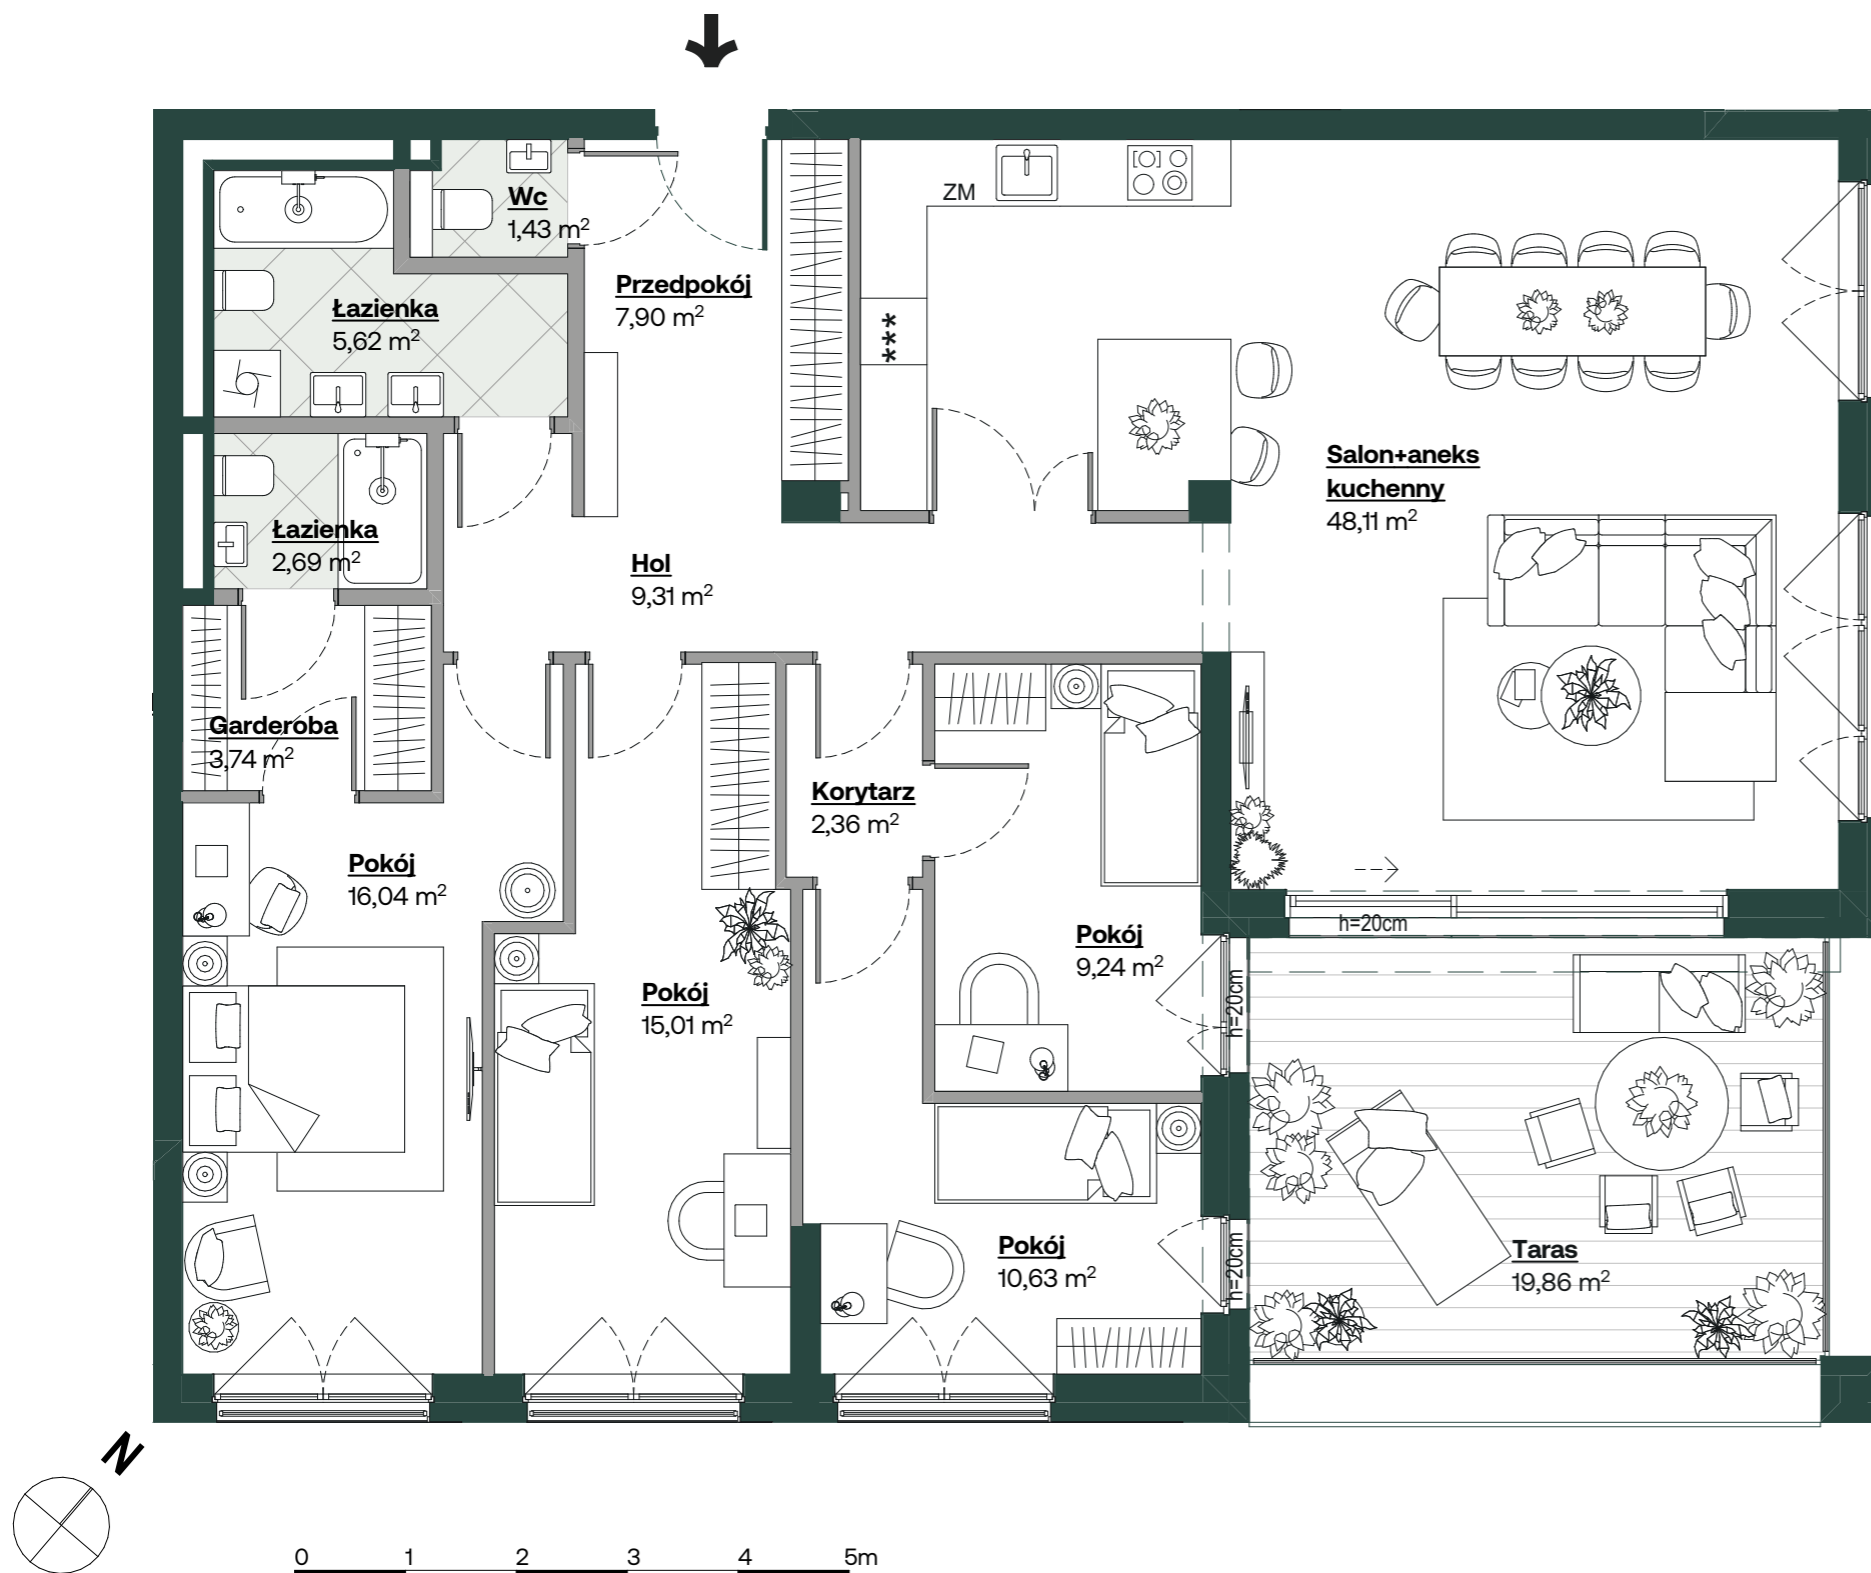 Wc
1,43 m²
ZM
Przedpokój
7,90 m²
Łazienka
5,62 m²
***
Salon+aneks
kuchenny
48,11 m²
Łazienka
2,69 m²
Hol
9,31 m²
Garderoba
3,74 m²
Korytarz
2,36 m²
Pokój
16,04 m²
h=20cm
Pokój
9,24 m²
Pokój
15,01 m²
h=20cm
Pokój
10,63 m²
h=20cm
Taras
19,86 m²
N
0 1 2 3 4 5m